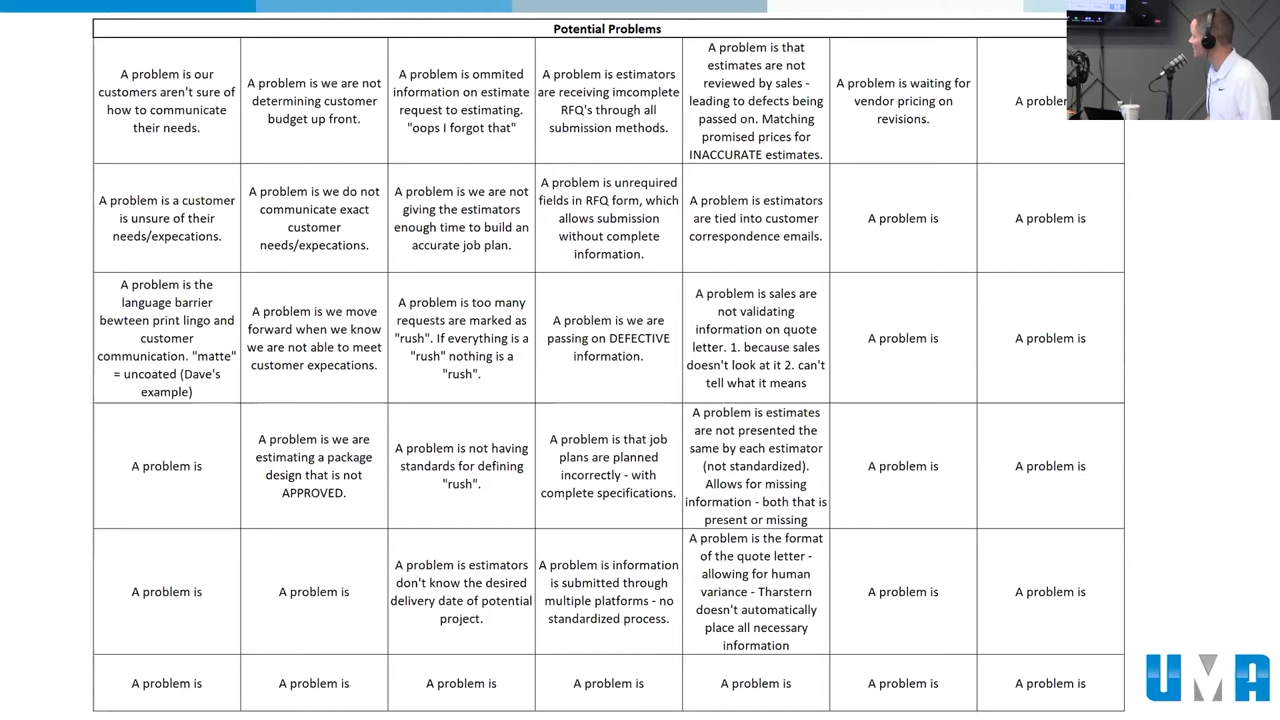 Potential Problems
A problem is our
customers aren't sure of
how to communicate
their needs.
A problem is we are not
determining customer
budget up front.
A problem is ommited
information on estimate
request to estimating.
"oops I forgot that"
A problem is estimators
are receiving imcomplete
RFQ's through all
submission methods.
A problem is that
estimates are not
reviewed by sales -
leading to defects being
passed on. Matching
promised prices for
INACCURATE estimates.
A problem is waiting for
vendor pricing on
revisions.
A
A problem is a customer
is unsure of their
needs/expecations.
A problem is we do not
communicate exact
customer
needs/expecations.
A problem is we are not
giving the estimators
enough time to build an
accurate job plan.
A problem is unrequired
fields in RFQ form, which
allows submission
without complete
information.
A problem is estimators
are tied into customer
correspondence emails.
A problem is
A problem is
A problem is the
language barrier
bewteen print lingo and
customer
communication. "matte"
= uncoated (Dave's
example)
A problem is we move
forward when we know
we are not able to meet
customer expecations.
A problem is too many
requests are marked as
"rush". If everything is a
"rush" nothing is a
"rush".
A problem is we are
passing on DEFECTIVE
information.
A problem is sales are
not validating
information on quote
letter. 1. because sales
doesn't look at it 2. can't
tell what it means
A problem is
A problem is
A problem is
A problem is we are
estimating a package
design that is not
APPROVED.
A problem is not having
standards for defining
"rush".
A problem is that job
plans are planned
incorrectly - with
complete specifications.
A problem is estimates
are not presented the
same by each estimator
(not standardized).
Allows for missing
information - both that is
present or missing
A problem is
A problem is
A problem is
A problem is
A problem is estimators
don't know the desired
delivery date of potential
project.
A problem is information
is submitted through
multiple platforms - no
standardized process.
A problem is the format
of the quote letter -
allowing for human
variance - Tharstern
doesn't automatically
place all necessary
information
A problem is
A problem is
A problem is
A problem is
A problem is
A problem is
A problem is
A problem is
A problem is
UMA